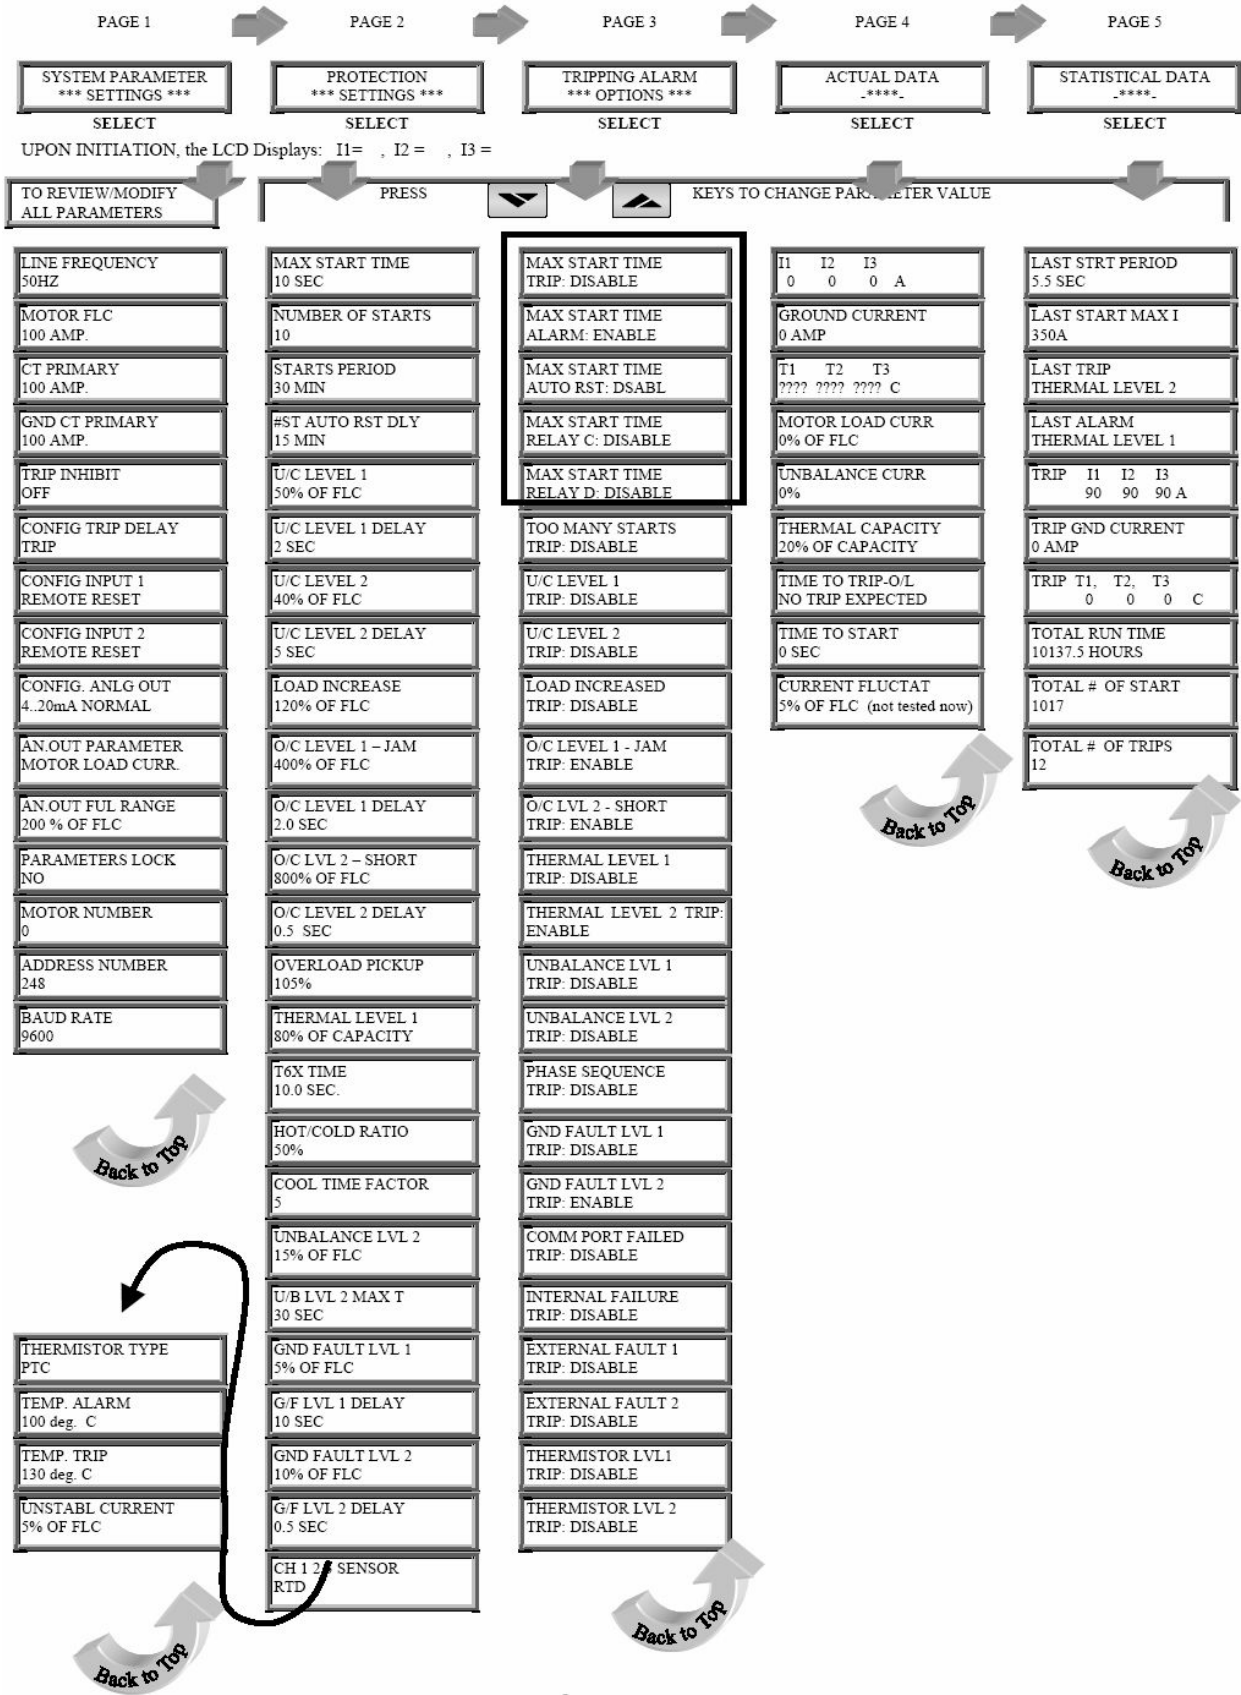 PAGE 1
PAGE 2
PAGE 3
PAGE 4
PAGE 5
SYSTEM PARAMETER
*** SETTINGS ***
SELECT
PROTECTION
*** SETTINGS ***
SELECT
TRIPPING ALARM
*** OPTIONS ***
SELECT
ACTUAL DATA
-****-
SELECT
STATISTICAL DATA
-****-
SELECT
UPON INITIATION, the LCD Displays: I1= , I2 = , I3 =
TO REVIEW/MODIFY
ALL PARAMETERS
PRESS
KEYS TO CHANGE PARAMETER VALUE
LINE FREQUENCY
50HZ
MOTOR FLC
100 AMP.
CT PRIMARY
100 AMP.
GND CT PRIMARY
100 AMP.
TRIP INHIBIT
OFF
CONFIG TRIP DELAY
TRIP
CONFIG INPUT 1
REMOTE RESET
CONFIG INPUT 2
REMOTE RESET
CONFIG. ANLG OUT
4..20mA NORMAL
AN.OUT PARAMETER
MOTOR LOAD CURR.
AN.OUT FUL RANGE
200 % OF FLC
PARAMETERS LOCK
NO
MOTOR NUMBER
0
ADDRESS NUMBER
248
BAUD RATE
9600
Back to Top
MAX START TIME
10 SEC
NUMBER OF STARTS
10
STARTS PERIOD
30 MIN
#ST AUTO RST DLY
15 MIN
U/C LEVEL 1
50% OF FLC
U/C LEVEL 1 DELAY
2 SEC
U/C LEVEL 2
40% OF FLC
U/C LEVEL 2 DELAY
5 SEC
LOAD INCREASE
120% OF FLC
O/C LEVEL 1 – JAM
400% OF FLC
O/C LEVEL 1 DELAY
2.0 SEC
O/C LVL 2 – SHORT
800% OF FLC
O/C LEVEL 2 DELAY
0.5 SEC
OVERLOAD PICKUP
105%
THERMAL LEVEL 1
80% OF CAPACITY
T6X TIME
10.0 SEC.
HOT/COLD RATIO
50%
COOL TIME FACTOR
5
UNBALANCE LVL 2
15% OF FLC
U/B LVL 2 MAX T
30 SEC
GND FAULT LVL 1
5% OF FLC
G/F LVL 1 DELAY
10 SEC
GND FAULT LVL 2
10% OF FLC
G/F LVL 2 DELAY
0.5 SEC
CH 1 2 SENSOR
RTD
THERMISTOR TYPE
PTC
TEMP. ALARM
100 deg. C
TEMP. TRIP
130 deg. C
UNSTABL CURRENT
5% OF FLC
Back to Top
MAX START TIME
TRIP: DISABLE
MAX START TIME
ALARM: ENABLE
MAX START TIME
AUTO RST: DSABL
MAX START TIME
RELAY C: DISABLE
MAX START TIME
RELAY D: DISABLE
TOO MANY STARTS
TRIP: DISABLE
U/C LEVEL 1
TRIP: DISABLE
U/C LEVEL 2
TRIP: DISABLE
LOAD INCREASED
TRIP: DISABLE
O/C LEVEL 1 - JAM
TRIP: ENABLE
O/C LVL 2 - SHORT
TRIP: ENABLE
THERMAL LEVEL 1
TRIP: DISABLE
THERMAL LEVEL 2 TRIP:
ENABLE
UNBALANCE LVL 1
TRIP: DISABLE
UNBALANCE LVL 2
TRIP: DISABLE
PHASE SEQUENCE
TRIP: DISABLE
GND FAULT LVL 1
TRIP: DISABLE
GND FAULT LVL 2
TRIP: ENABLE
COMM PORT FAILED
TRIP: DISABLE
INTERNAL FAILURE
TRIP: DISABLE
EXTERNAL FAULT 1
TRIP: DISABLE
EXTERNAL FAULT 2
TRIP: DISABLE
THERMISTOR LVL1
TRIP: DISABLE
THERMISTOR LVL 2
TRIP: DISABLE
Back to Top
I1 I2 I3
0 0 0 A
GROUND CURRENT
0 AMP
T1 T2 T3
???? ???? ???? C
MOTOR LOAD CURR
0% OF FLC
UNBALANCE CURR
0%
THERMAL CAPACITY
20% OF CAPACITY
TIME TO TRIP-O/L
NO TRIP EXPECTED
TIME TO START
0 SEC
CURRENT FLUCTAT
5% OF FLC (not tested now)
Back to Top
LAST STRT PERIOD
5.5 SEC
LAST START MAX I
350A
LAST TRIP
THERMAL LEVEL 2
LAST ALARM
THERMAL LEVEL 1
TRIP I1 I2 I3
90 90 90 A
TRIP GND CURRENT
0 AMP
TRIP T1, T2, T3
0 0 0 C
TOTAL RUN TIME
10137.5 HOURS
TOTAL # OF START
1017
TOTAL # OF TRIPS
12
Back to Top